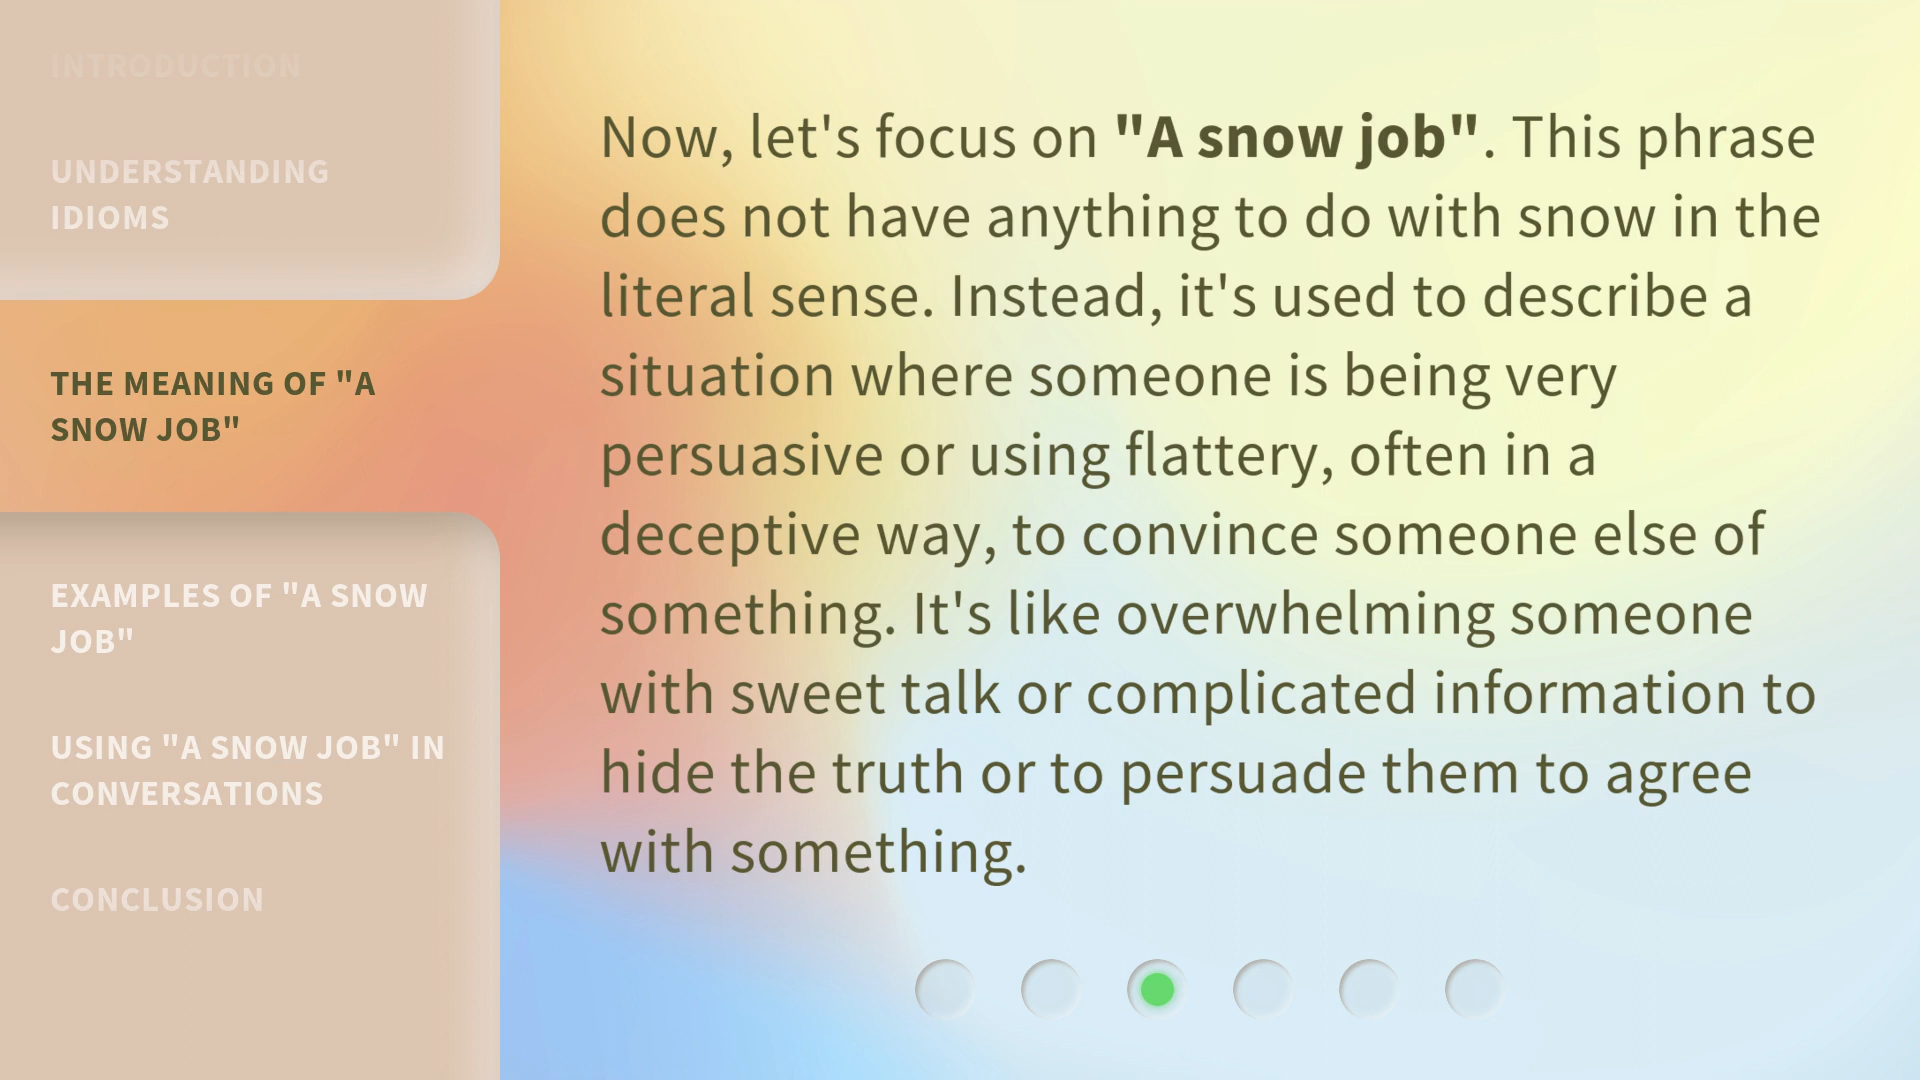 INTRODUCTION
UNDERSTANDING
IDIOMS
THE MEANING OF "A
SNOW JOB"
EXAMPLES OF "A SNOW
JOB"
USING "A SNOW JOB" IN
CONVERSATIONS
CONCLUSION
Now, let's focus on "A snow job". This phrase
does not have anything to do with snow in the
literal sense. Instead, it's used to describe a
situation where someone is being very
persuasive or using flattery, often in a
deceptive way, to convince someone else of
something. It's like overwhelming someone
with sweet talk or complicated information to
hide the truth or to persuade them to agree
with something.